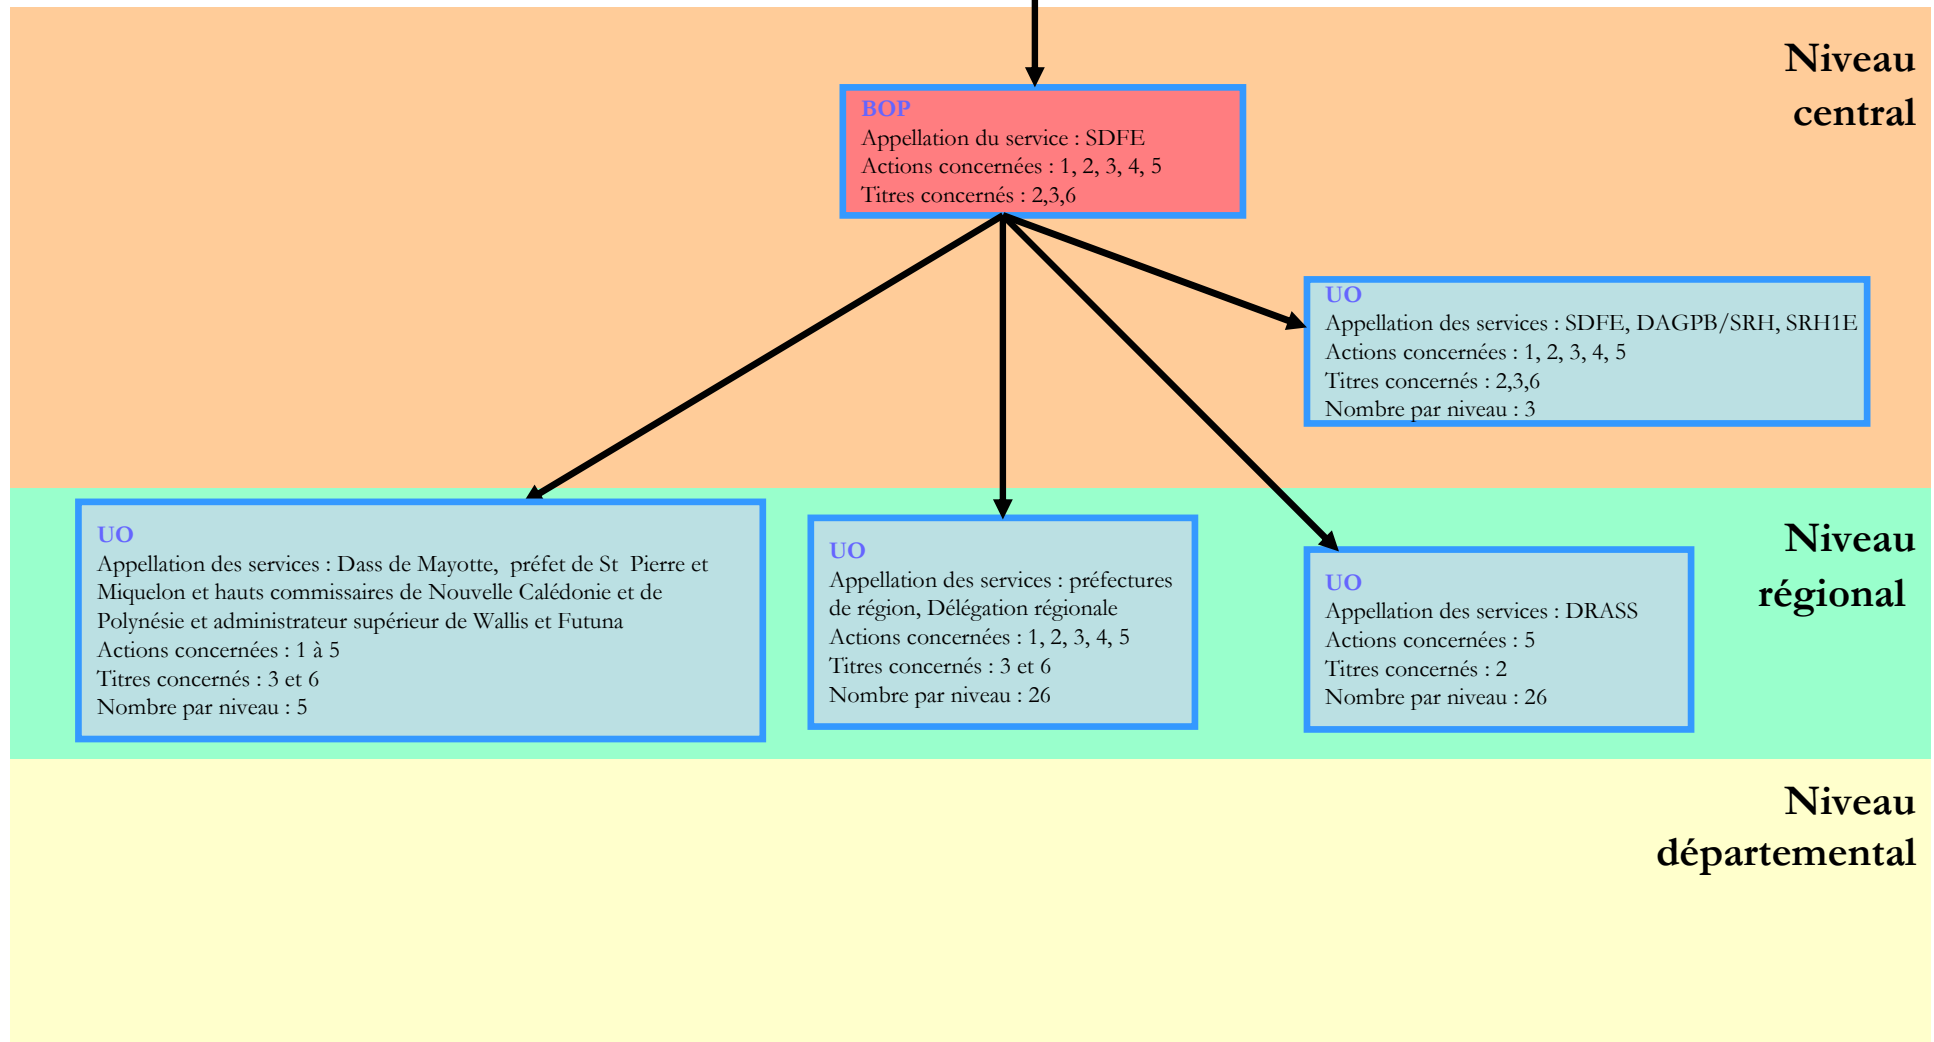 Niveau
central
BOP
Appellation du service : SDFE
Actions concernées : 1, 2, 3, 4, 5
Titres concernés : 2,3,6
UO
Appellation des services : SDFE, DAGPB/SRH, SRH1E
Actions concernées : 1, 2, 3, 4, 5
Titres concernés : 2,3,6
Nombre par niveau : 3
Niveau
régional
UO
Appellation des services : Dass de Mayotte, préfet de St Pierre et
Miquelon et hauts commissaires de Nouvelle Calédonie et de
Polynésie et administrateur supérieur de Wallis et Futuna
Actions concernées : 1 à 5
Titres concernés : 3 et 6
Nombre par niveau : 5
UO
Appellation des services : préfectures
de région, Délégation régionale
Actions concernées : 1, 2, 3, 4, 5
Titres concernés : 3 et 6
Nombre par niveau : 26
UO
Appellation des services : DRASS
Actions concernées : 5
Titres concernés : 2
Nombre par niveau : 26
Niveau
départemental